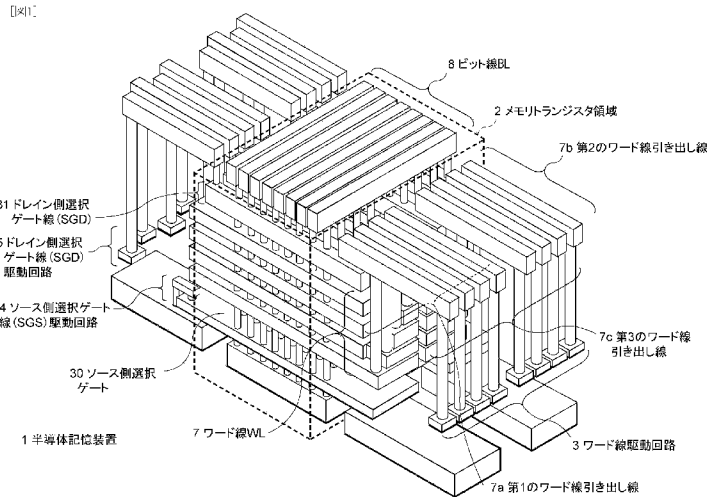 [図1]
8 ビット線BL
2 メモリトランジスタ領域
7b 第2のワード線引き出し線
31 ドレイン側選択
ゲート線(SGD)
5 ドレイン側選択
ゲート線(SGD)
駆動回路
4 ソース側選択ゲート
線(SGS)駆動回路
30 ソース側選択
ゲート
7c 第3のワード線
引き出し線
1 半導体記憶装置
7 ワード線WL
3 ワード線駆動回路
7a 第1のワード線引き出し線